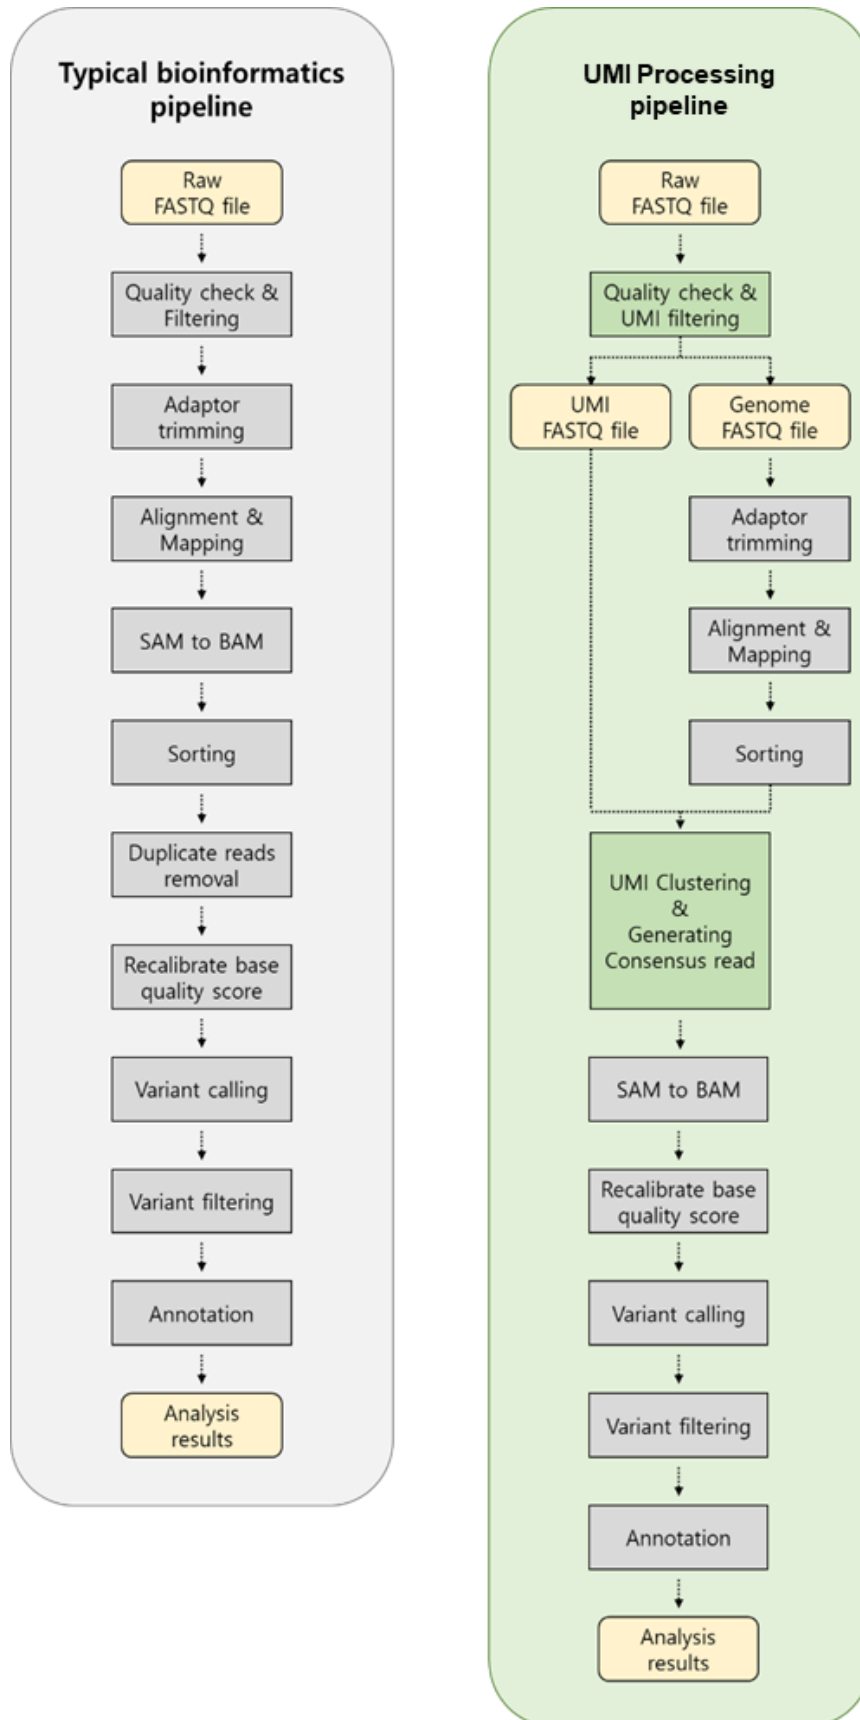 Typical bioinformatics
pipeline
Raw
FASTQ file
Quality check &
Filtering
Adaptor
trimming
Alignment &
Mapping
SAM to BAM
Sorting
Duplicate reads
removal
Recalibrate base
quality score
Variant calling
Variant filtering
Annotation
Analysis
results
UMI Processing
pipeline
Raw
FASTQ file
Quality check &
UMI filtering
UMI
FASTQ file
Genome
FASTQ file
Adaptor
trimming
Alignment &
Mapping
Sorting
UMI Clustering
&
Generating
Consensus read
SAM to BAM
Recalibrate base
quality score
Variant calling
Variant filtering
Annotation
Analysis
results